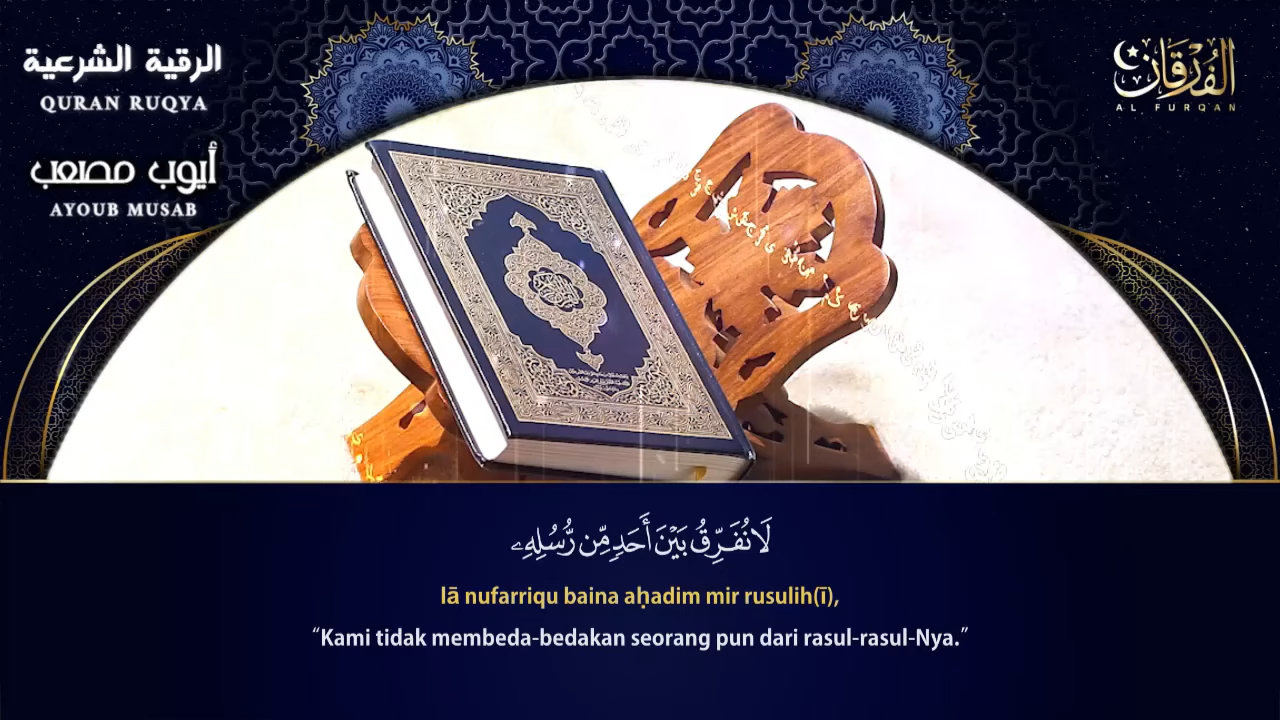 الرقية الشرعية
QURAN RUQYA
أيوب مصعب
AYOUB MUSAB
الفُرْقَان
AL FURQAN
لَا نُفَرِّقُ بَيْنَ أَحَدٍ مِّن رُّسُلِهِۦ
lā nufarriqu baina aḥadim mir rusulih(ī),
“Kami tidak membeda-bedakan seorang pun dari rasul-rasul-Nya.”